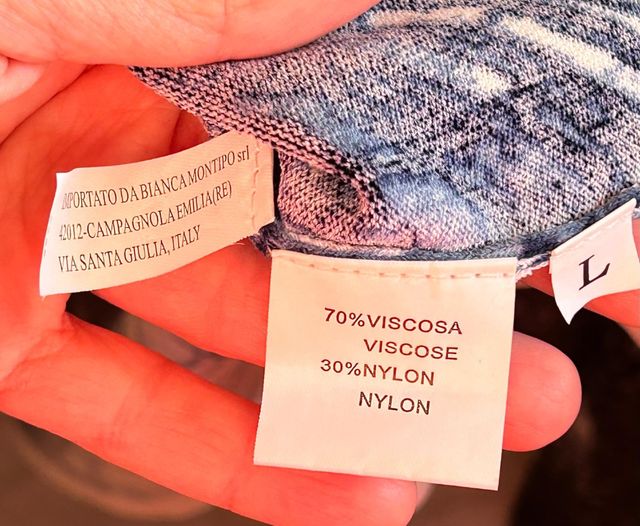 IMPORTATO DA BIANCA MONTIPO srl
42012-CAMPAGNOLA EMILIA(RE)
VIA SANTA GIULIA, ITALY
70%VISCOSA
VISCOSE
30%NYLON
NYLON
L